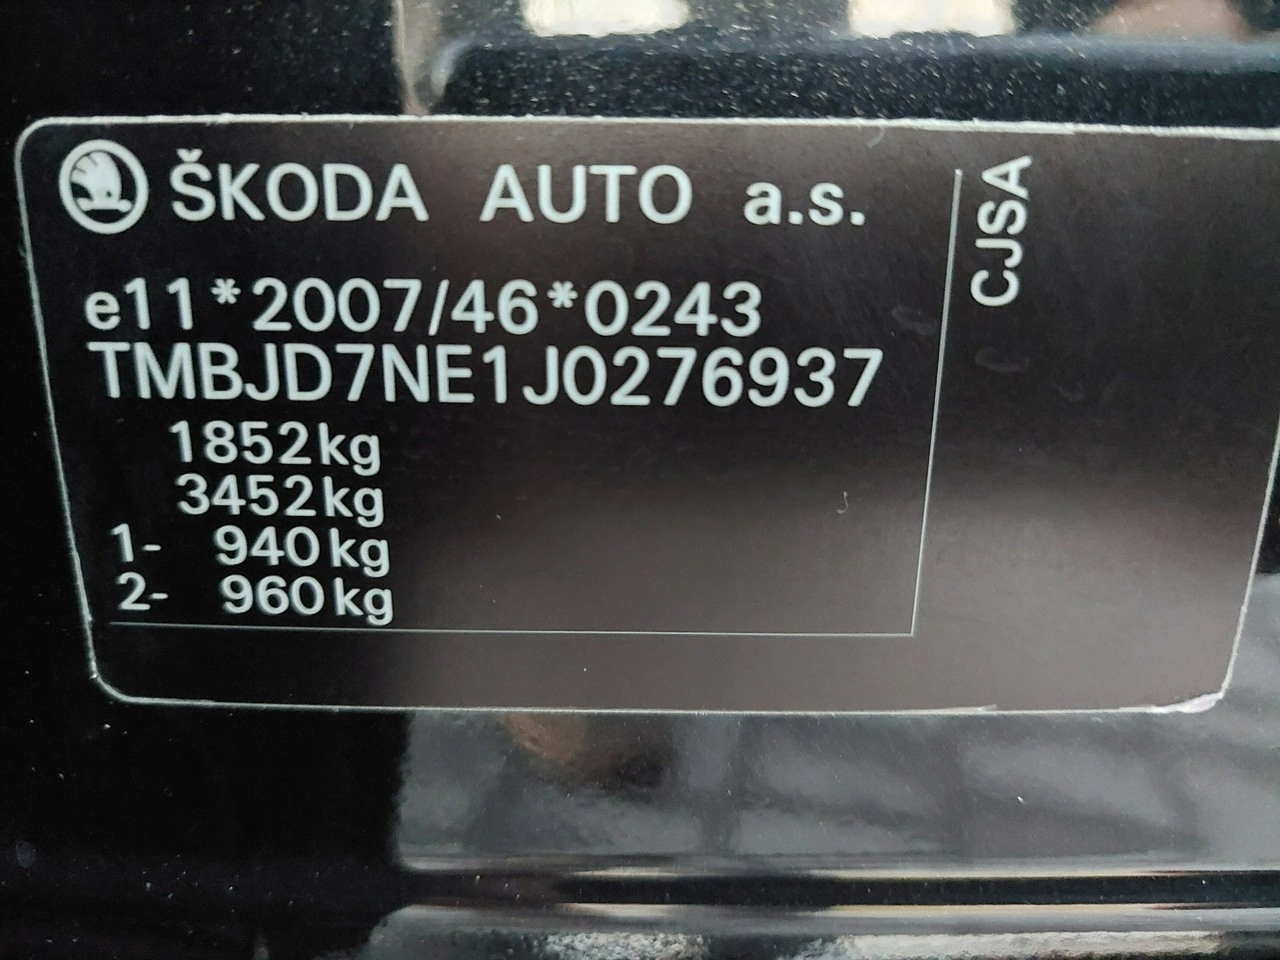 ŠKODA AUTO a.s.
e11*2007/46*0243
TMBJD7NE1J0276937
1852kg
3452kg
1- 940kg
2- 960kg
CJSA